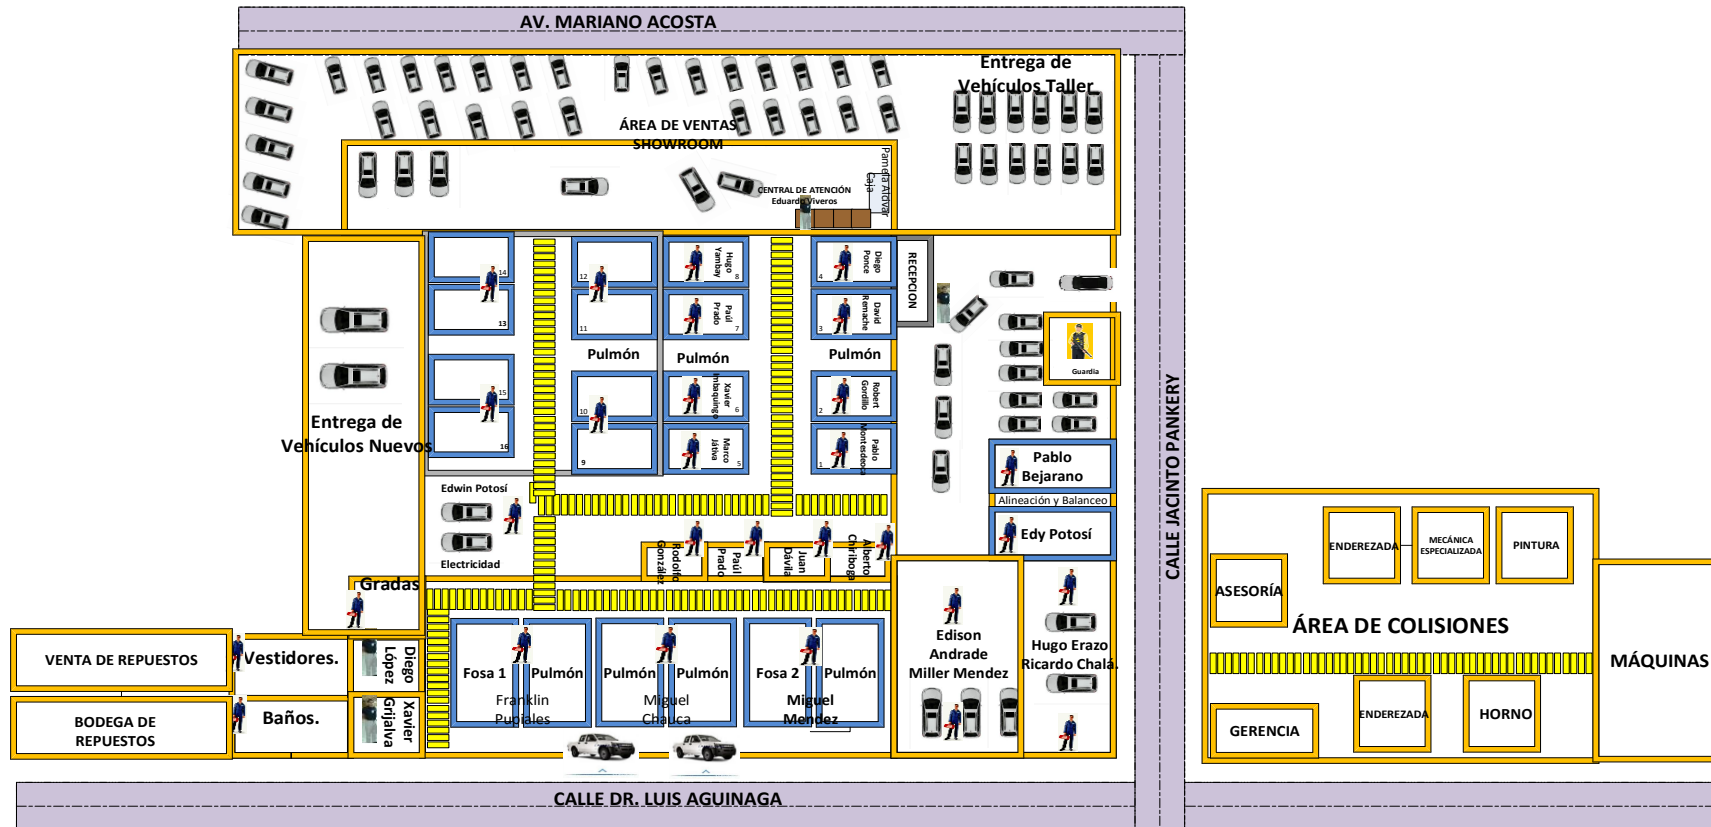 AV. MARIANO ACOSTA
Entrega de
Vehículos Taller
ÁREA DE VENTAS
SHOWROOM
CENTRAL DE ATENCIÓN
Eduardo Viveros
Caja
14
13
15
16
12
11
Pulmón
10
9
Hugo
Yambay
8
Paúl
Prado
7
Pulmón
Xavier
Imbaquingo
6
Marco
Játiva
5
4
Diego
Ponce
3
David
Remache
Pulmón
2
Robert
Gordillo
1
Pablo
Montesdeoca
RECEPCION
Guardia
Entrega de
Vehículos Nuevos
Pablo
Bejarano
Alineación y Balanceo
Edy Potosí
CALLE JACINTO PANKERY
Edwin Potosí
Electricidad
Rodolfo
González
Paúl
Prado
Juan
Dávila
Alberto
Chiriboga
Gradas
VENTA DE REPUESTOS
Vestidores.
Diego
López
BODEGA DE
REPUESTOS
Baños.
Xavier
Grijalva
Fosa 1
Pulmón
Franklin
Pupiales
Pulmón
Pulmón
Miguel
Chauca
Fosa 2
Pulmón
Miguel
Mendez
Edison
Andrade
Miller Mendez
Hugo Erazo
Ricardo Chalá.
ENDEREZADA
MECÁNICA
ESPECIALIZADA
PINTURA
ASESORÍA
ÁREA DE COLISIONES
MÁQUINAS
GERENCIA
ENDEREZADA
HORNO
CALLE DR. LUIS AGUINAGA